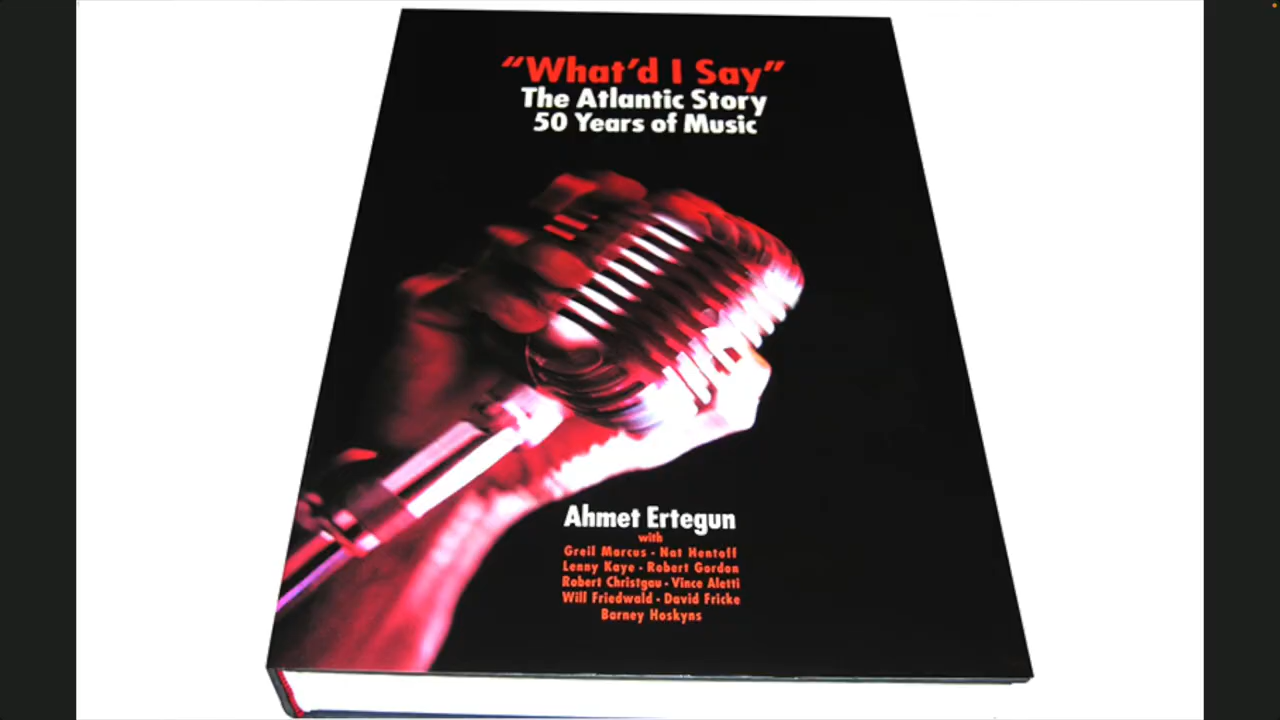 “What’d I Say”
The Atlantic Story
50 Years of Music
Ahmet Ertegun
with
Greil Marcus - Nat Hentoff
Lenny Kaye - Robert Gordon
Robert Christgau - Vince Aletti
Will Friedwald - David Fricke
Barney Hoskyns